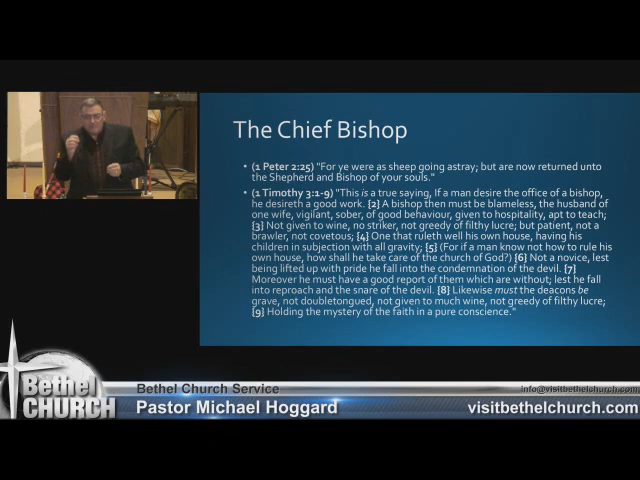 The Chief Bishop
• (1 Peter 2:25) "For ye were as sheep going astray; but are now returned unto
the Shepherd and Bishop of your souls."
• (1 Timothy 3:1-9) "This is a true saying, If a man desire the office of a bishop,
he desireth a good work. {2} A bishop then must be blameless, the husband of
one wife, vigilant, sober, of good behaviour, given to hospitality, apt to teach;
{3} Not given to wine, no striker, not greedy of filthy lucre; but patient, not a
brawler, not covetous; {4} One that ruleth well his own house, having his
children in subjection with all gravity; {5} (For if a man know not how to rule his
own house, how shall he take care of the church of God?) {6} Not a novice, lest
being lifted up with pride he fall into the condemnation of the devil. {7}
Moreover he must have a good report of them which are without; lest he fall
into reproach and the snare of the devil. {8} Likewise must the deacons be
grave, not doubletongued, not given to much wine, not greedy of filthy lucre;
{9} Holding the mystery of the faith in a pure conscience."
Bethel
CHURCH
Bethel Church Service
info@visitbethelchurch.com
Pastor Michael Hoggard
visitbethelchurch.com